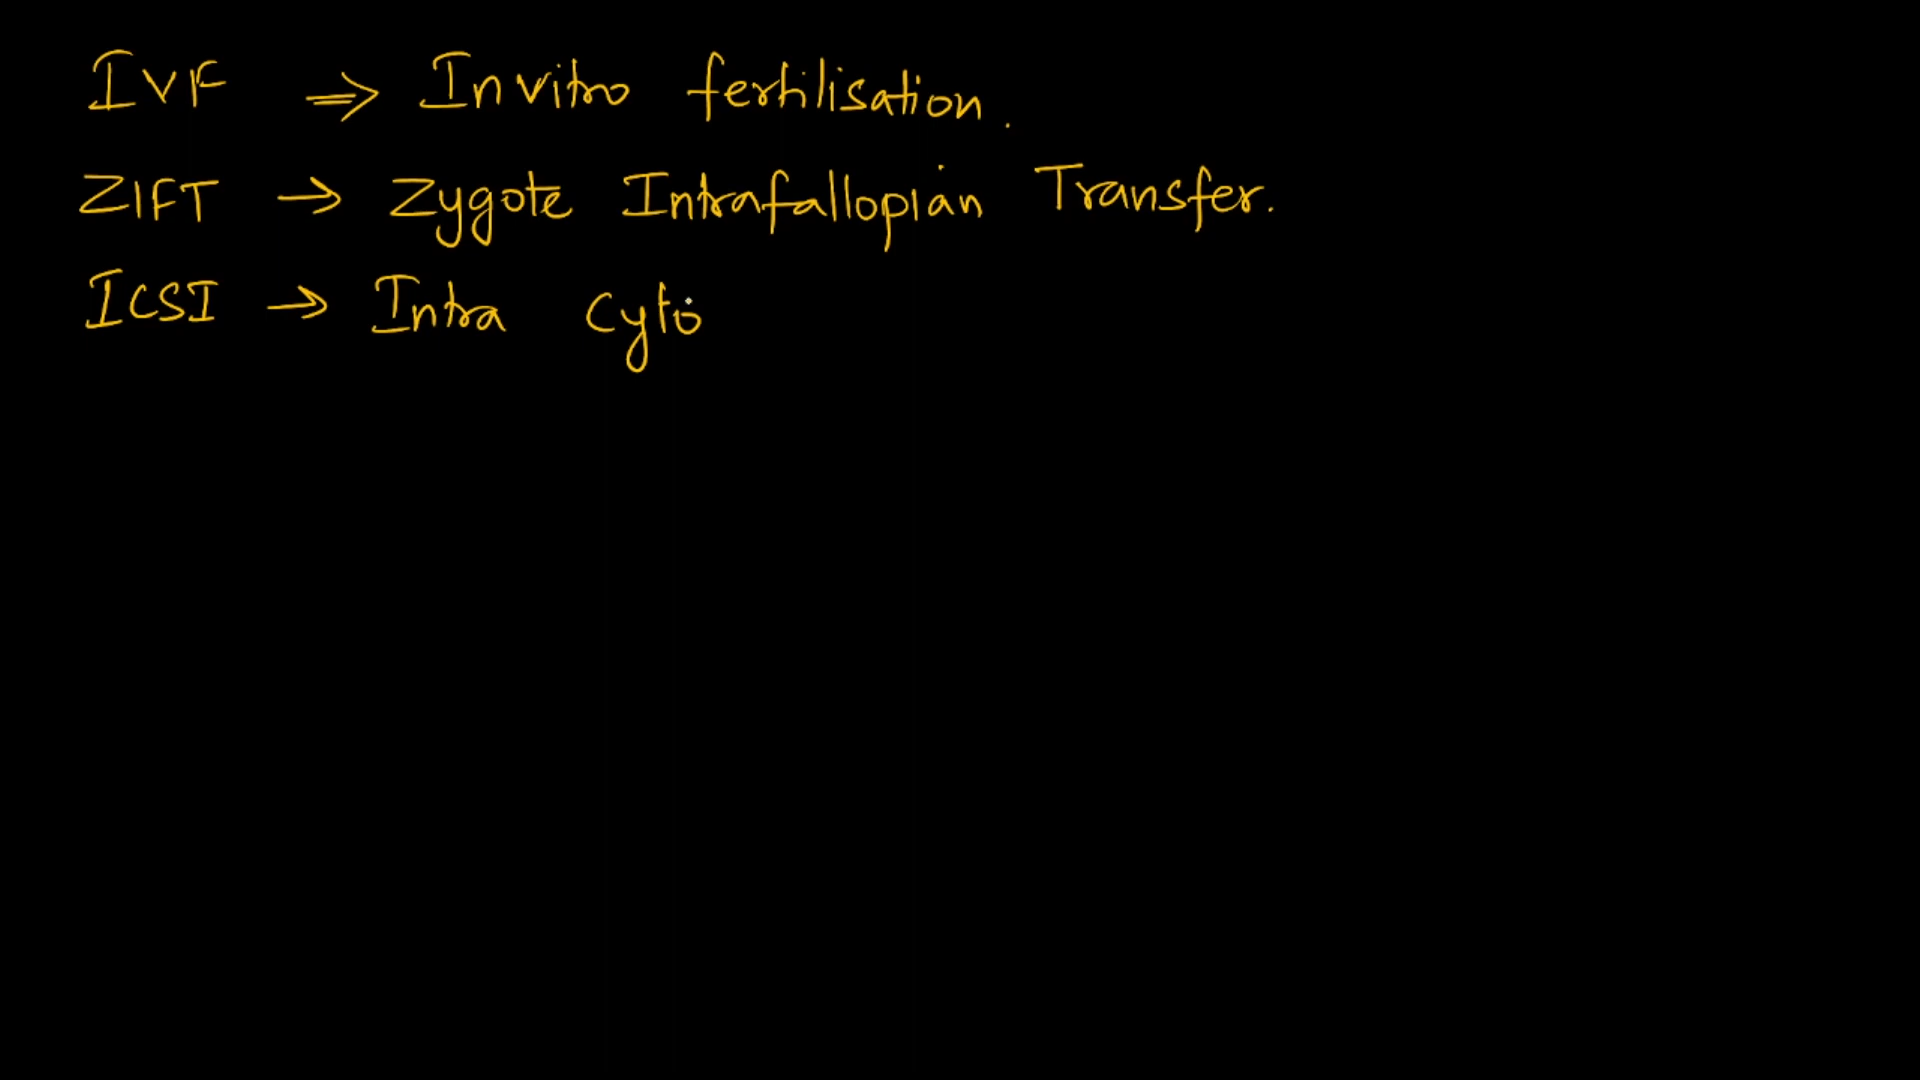 IVF ⇒ Invitro fertilisation.
ZIFT → Zygote Intrafallopian Transfer.
ICSI → Intra Cyto